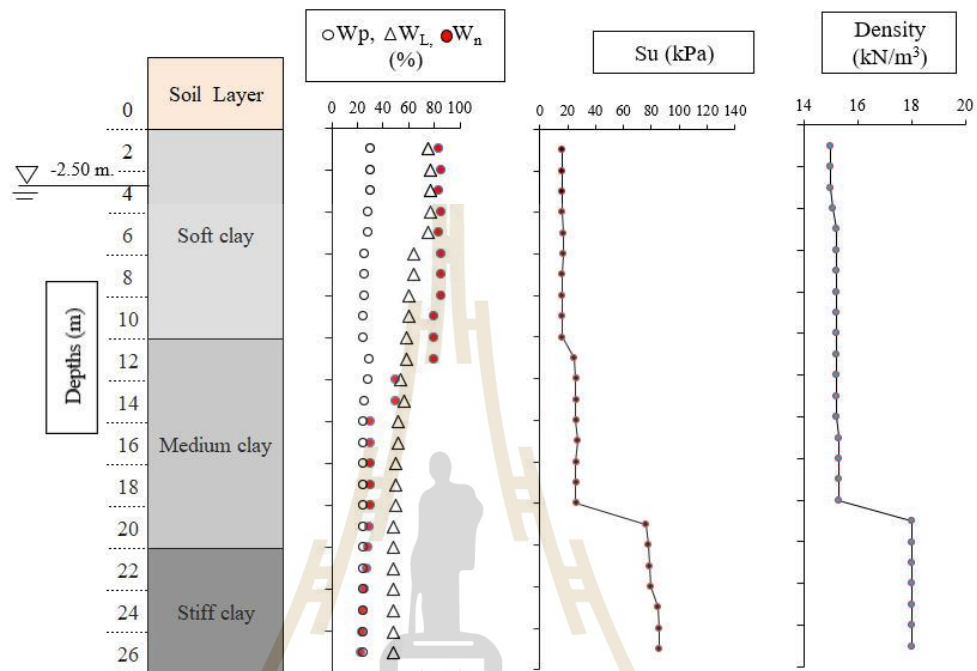 ○Wp, △W_L, ●W_n
(%)
Su (kPa)
Density
(kN/m³)
Soil Layer
0 20 40 60 80 100
0 20 40 60 80 100 120 140
14 16 18 20
0
2
-2.50 m.
4
Soft clay
6
8
10
Depths (m)
12
14
Medium clay
16
18
20
22
Stiff clay
24
26